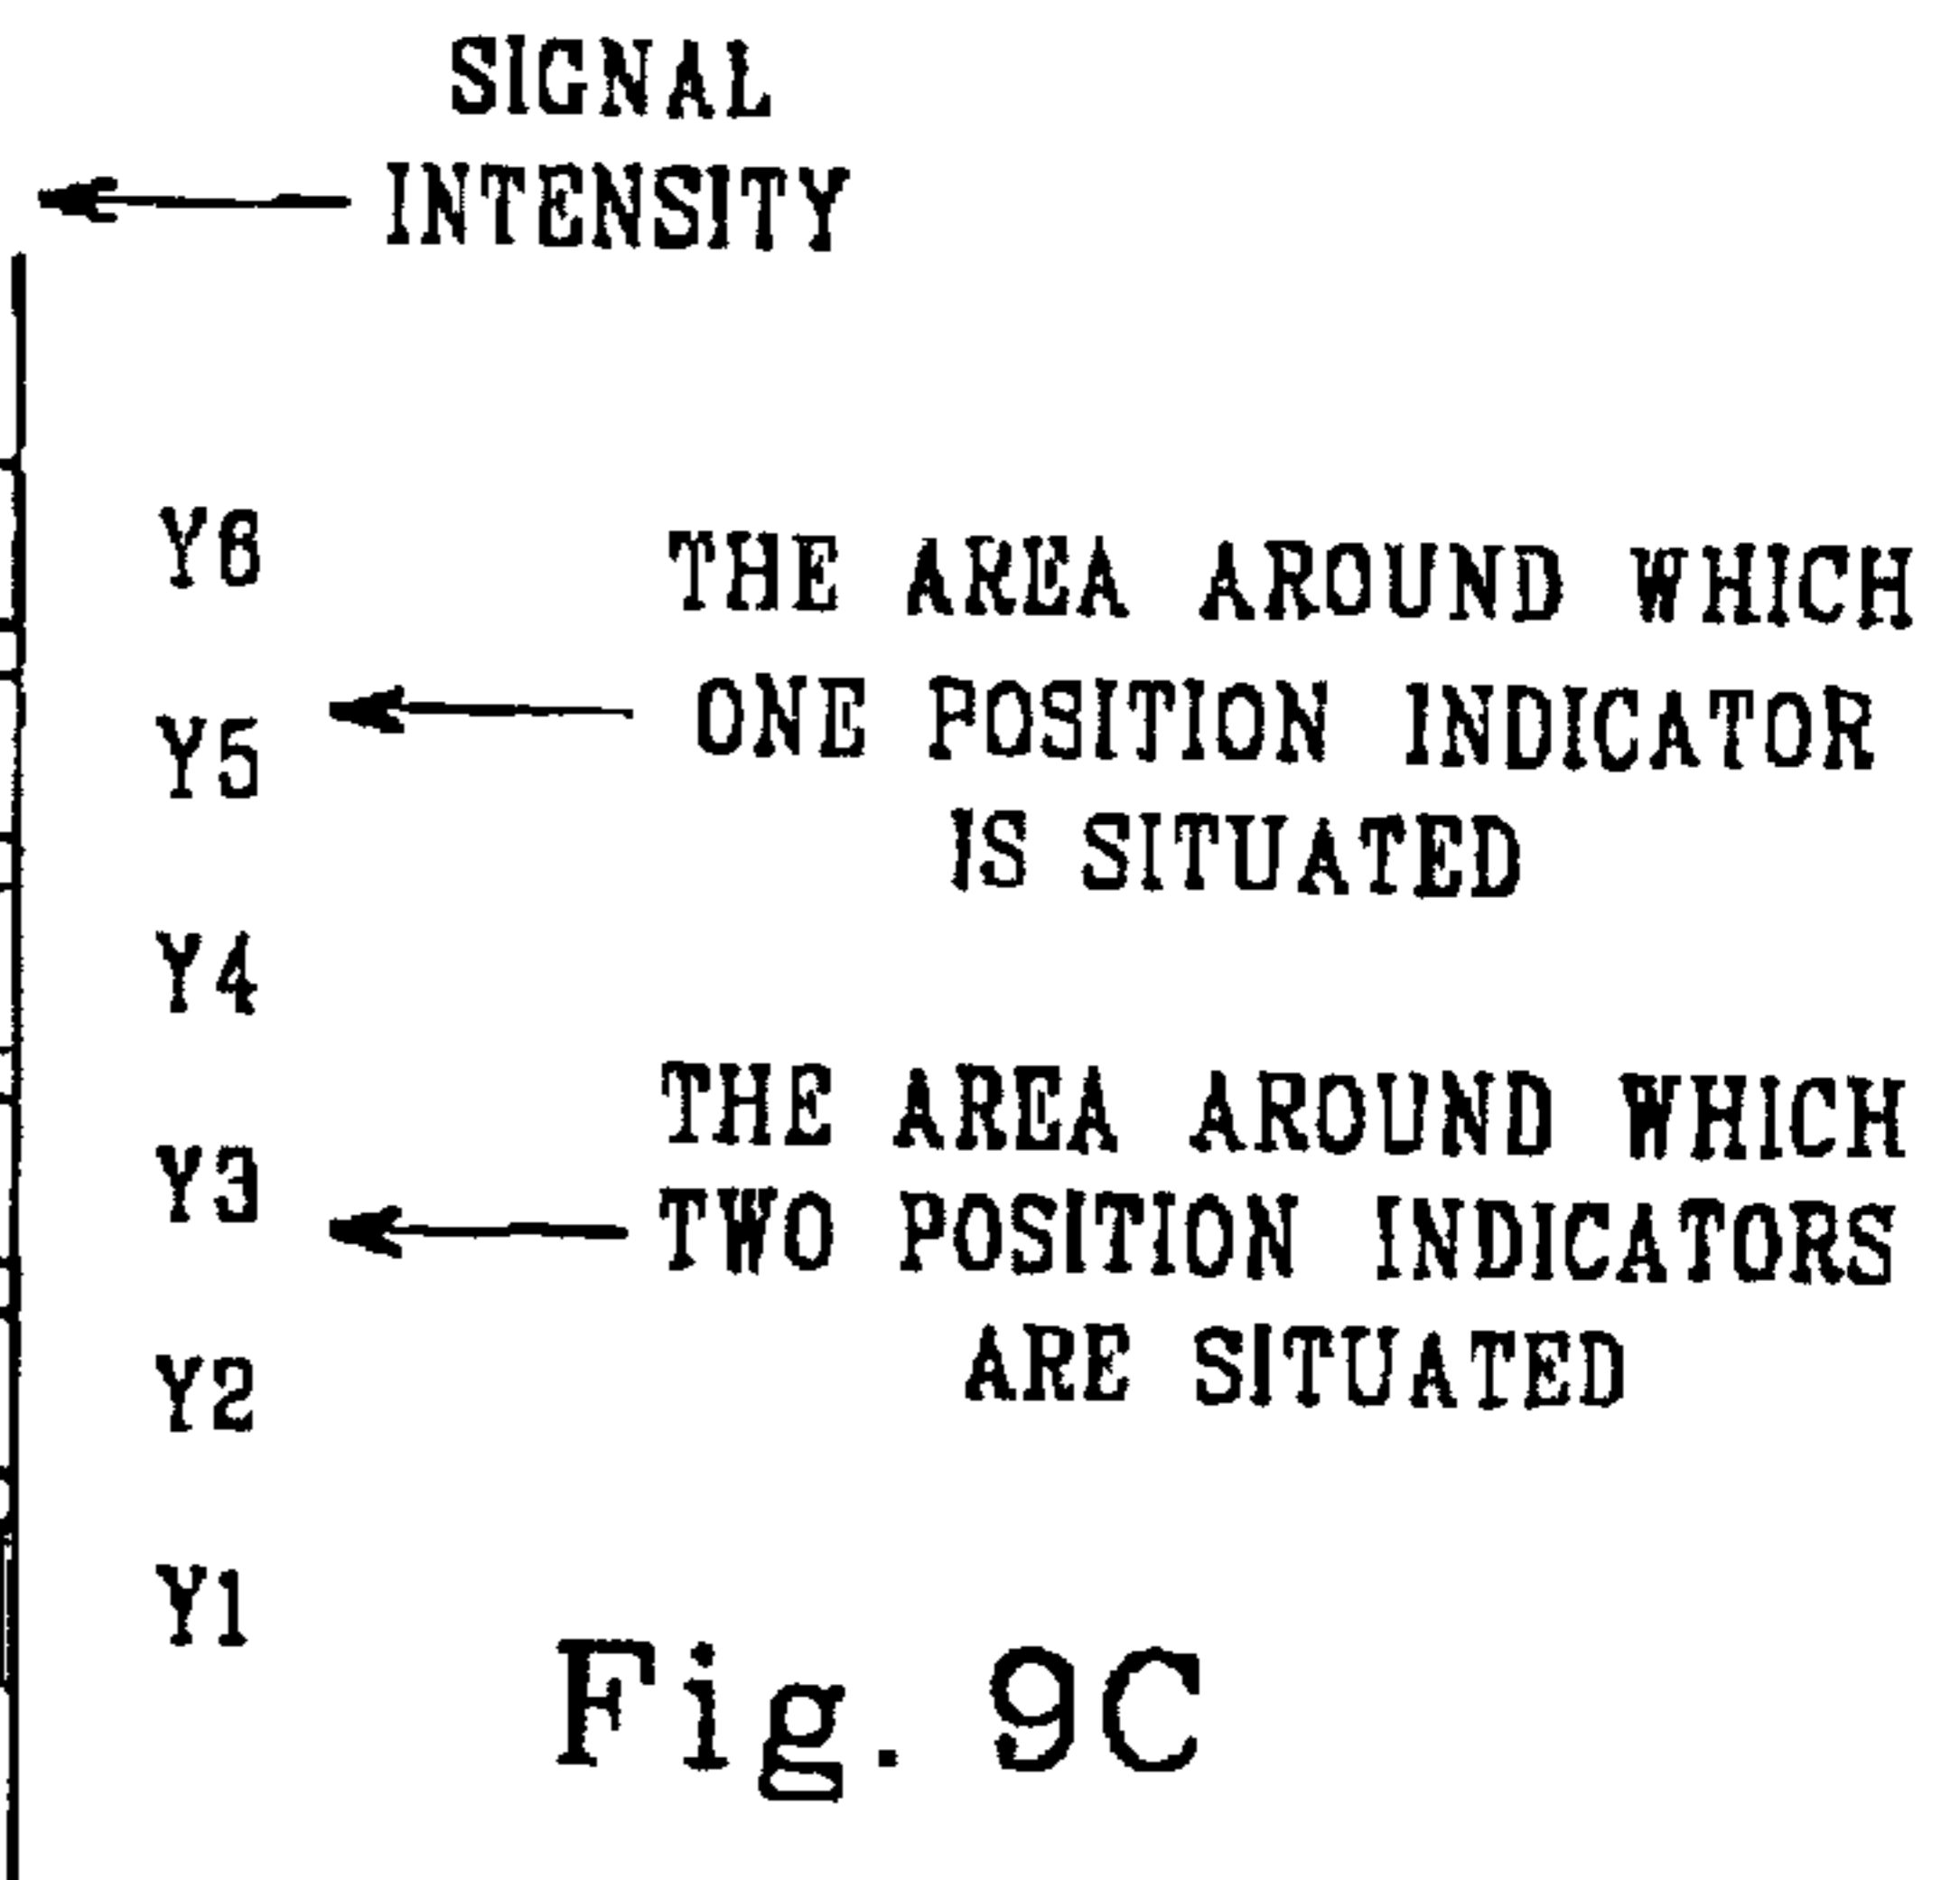 SIGNAL
INTENSITY
Y6
THE AREA AROUND WHICH
ONE POSITION INDICATOR
IS SITUATED
Y5
Y4
THE AREA AROUND WHICH
TWO POSITION INDICATORS
ARE SITUATED
Y3
Y2
Y1
Fig. 9C